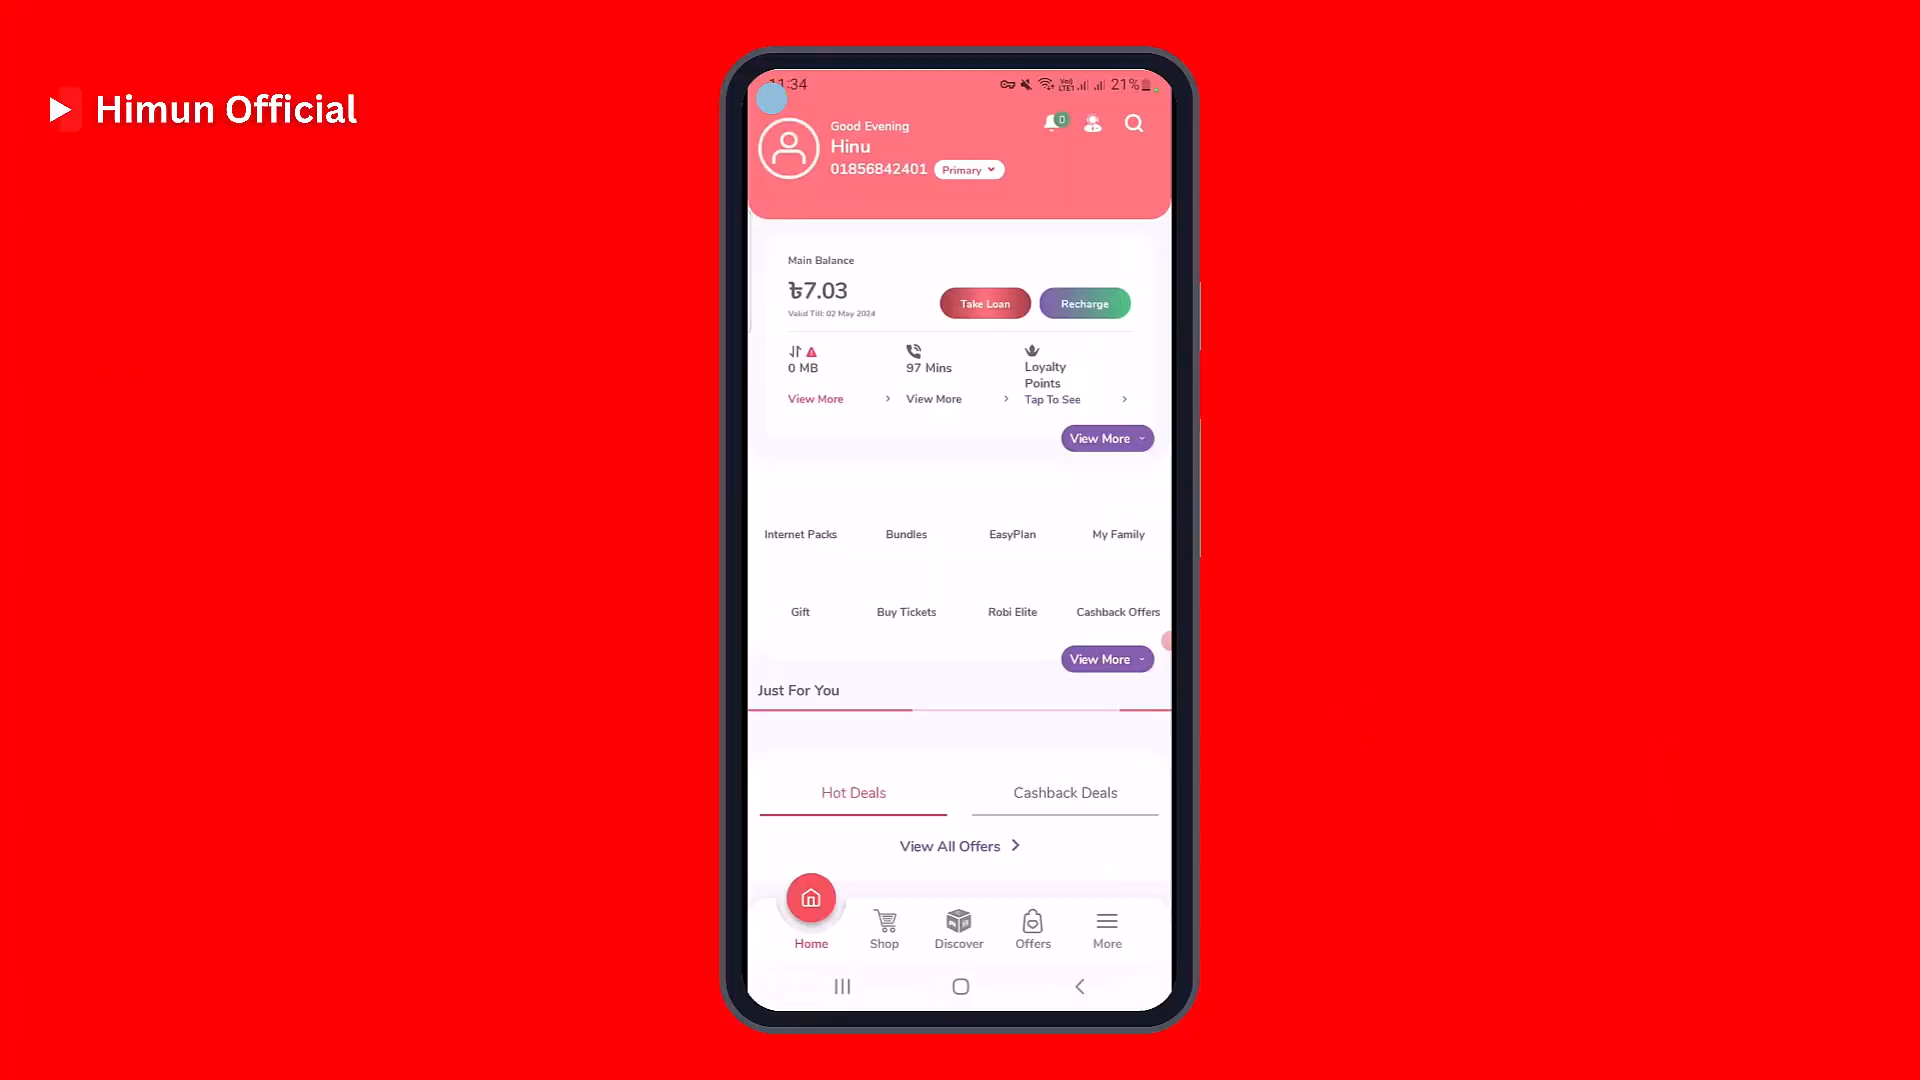 Himun Official
11:34
21%
Good Evening
0
Hinu
01856842401 Primary
Main Balance
৳7.03
Valid Till: 02 May 2024
Take Loan
Recharge
0 MB
97 Mins
Loyalty
Points
View More
View More
Tap To See
View More
Internet Packs
Bundles
EasyPlan
My Family
Gift
Buy Tickets
Robi Elite
Cashback Offers
View More
Just For You
Hot Deals
Cashback Deals
View All Offers
Home
Shop
Discover
Offers
More